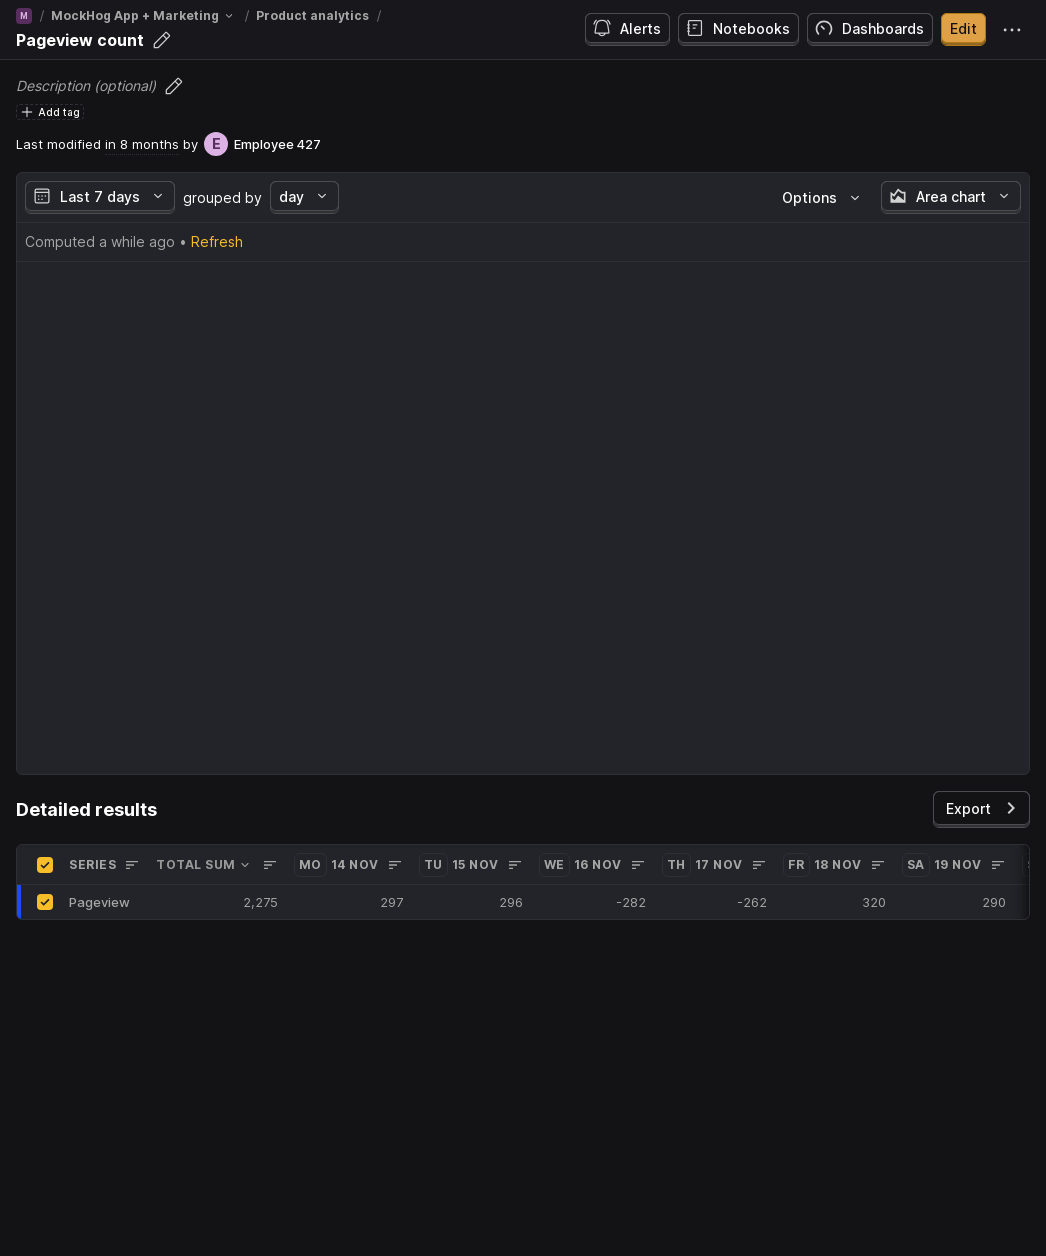 M / MockHog App + Marketing / Product analytics /
Pageview count
Alerts
Notebooks
Dashboards
Edit
Description (optional)
Add tag
Last modified in 8 months by E Employee 427
Last 7 days grouped by day Options Area chart
Computed a while ago • Refresh
Detailed results
Export
SERIES TOTAL SUM MO 14 NOV TU 15 NOV WE 16 NOV TH 17 NOV FR 18 NOV SA 19 NOV
Pageview 2,275 297 296 -282 -262 320 290